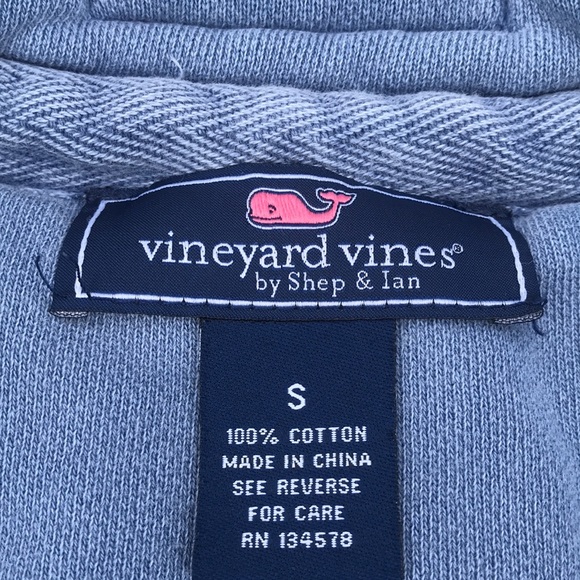 vineyard vines®
by Shep & Ian
S
100% COTTON
MADE IN CHINA
SEE REVERSE
FOR CARE
RN 134578